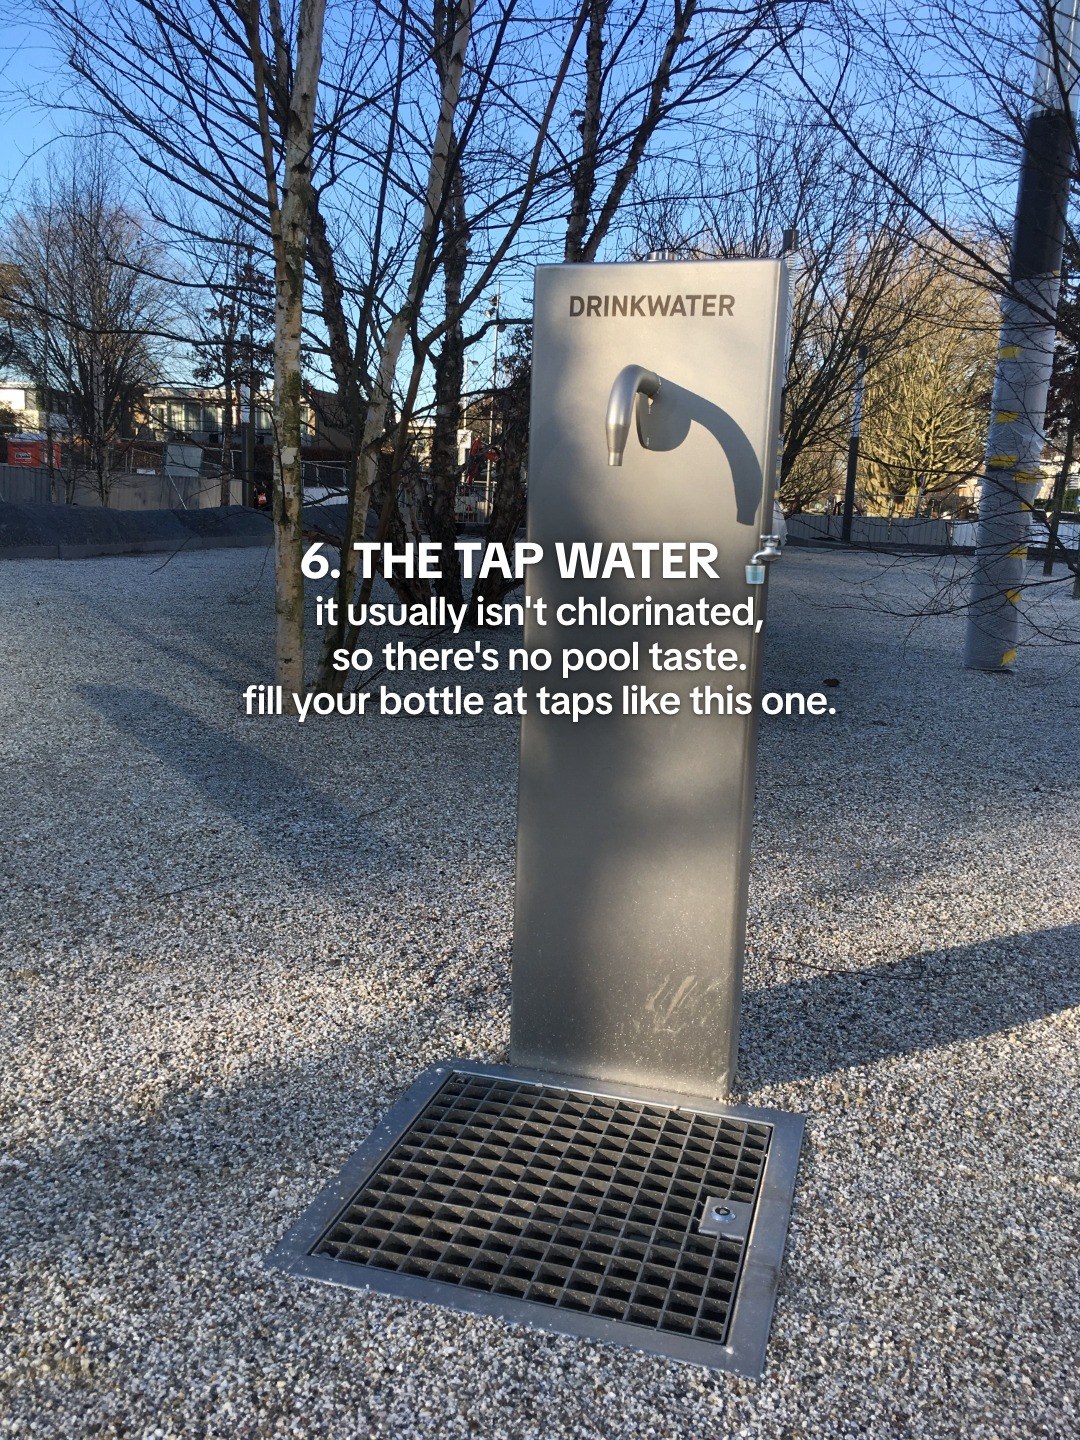 DRINKWATER
6. THE TAP WATER 🚰
it usually isn't chlorinated,
so there's no pool taste.
fill your bottle at taps like this one.